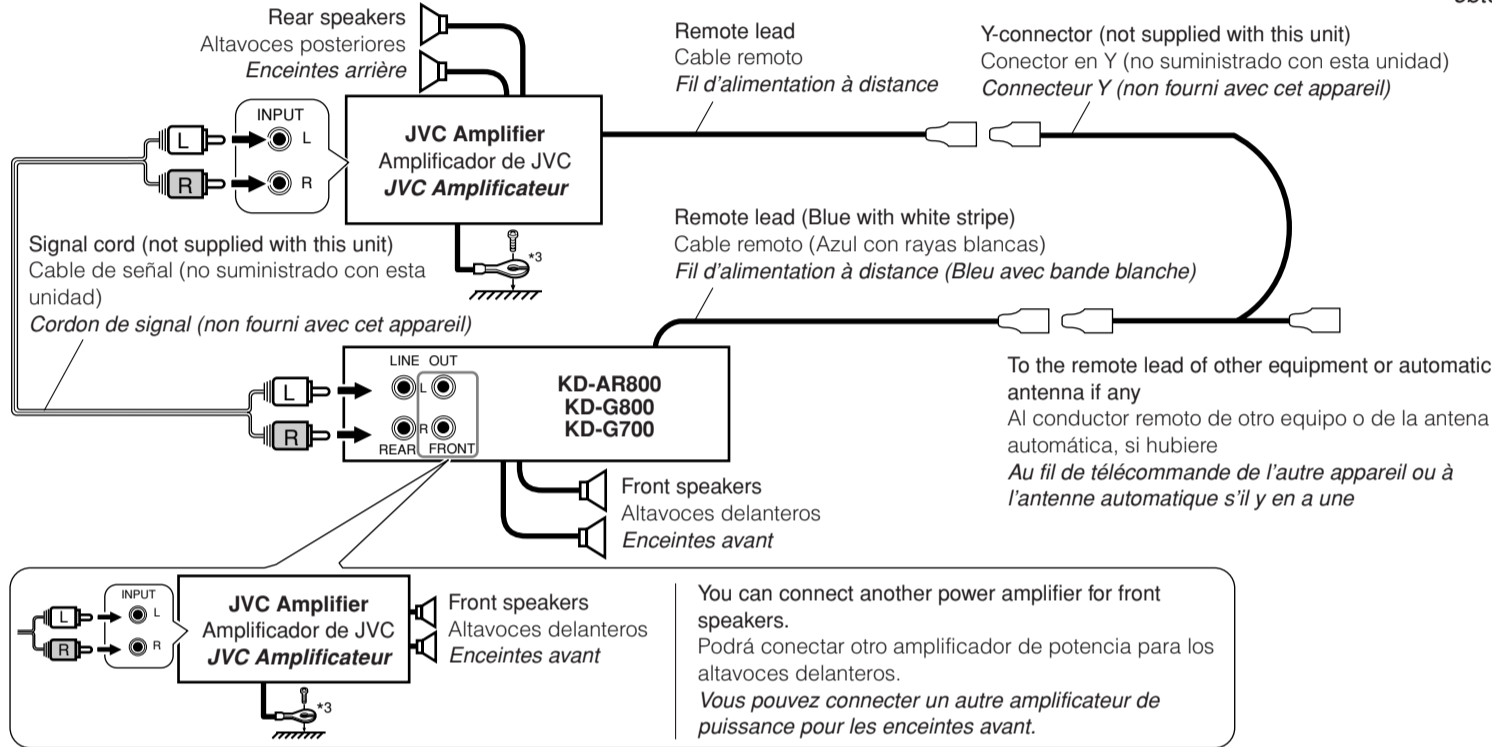 Rear speakers
Altavoces posteriores
Enceintes arrière
Remote lead
Cable remoto
Fil d'alimentation à distance
Y-connector (not supplied with this unit)
Conector en Y (no suministrado con esta unidad)
Connecteur Y (non fourni avec cet appareil)
INPUT
L
L
R
R
JVC Amplifier
Amplificador de JVC
JVC Amplificateur
*3
Signal cord (not supplied with this unit)
Cable de señal (no suministrado con esta
unidad)
Cordon de signal (non fourni avec cet appareil)
Remote lead (Blue with white stripe)
Cable remoto (Azul con rayas blancas)
Fil d'alimentation à distance (Bleu avec bande blanche)
LINE OUT
L
L
R
R
REAR FRONT
KD-AR800
KD-G800
KD-G700
To the remote lead of other equipment or automatic
antenna if any
Al conductor remoto de otro equipo o de la antena
automática, si hubiere
Au fil de télécommande de l'autre appareil ou à
l'antenne automatique s'il y en a une
Front speakers
Altavoces delanteros
Enceintes avant
INPUT
L
L
R
R
JVC Amplifier
Amplificador de JVC
JVC Amplificateur
*3
Front speakers
Altavoces delanteros
Enceintes avant
You can connect another power amplifier for front
speakers.
Podrá conectar otro amplificador de potencia para los
altavoces delanteros.
Vous pouvez connecter un autre amplificateur de
puissance pour les enceintes avant.